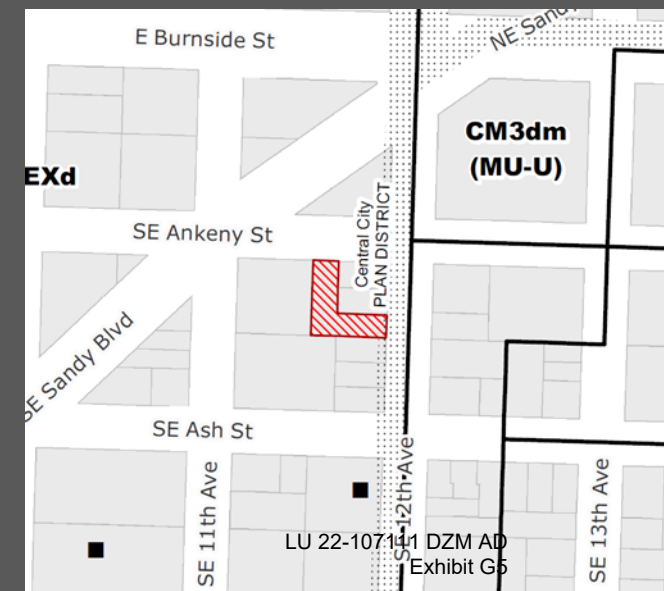 E Burnside St
NE Sandy
CM3dm
(MU-U)
EXd
SE Ankeny St
Central City
PLAN DISTRICT
SE Sandy Blvd
SE Ash St
SE 11th Ave
SE 12th Ave
SE 13th Ave
LU 22-107111 DZM AD
Exhibit G5